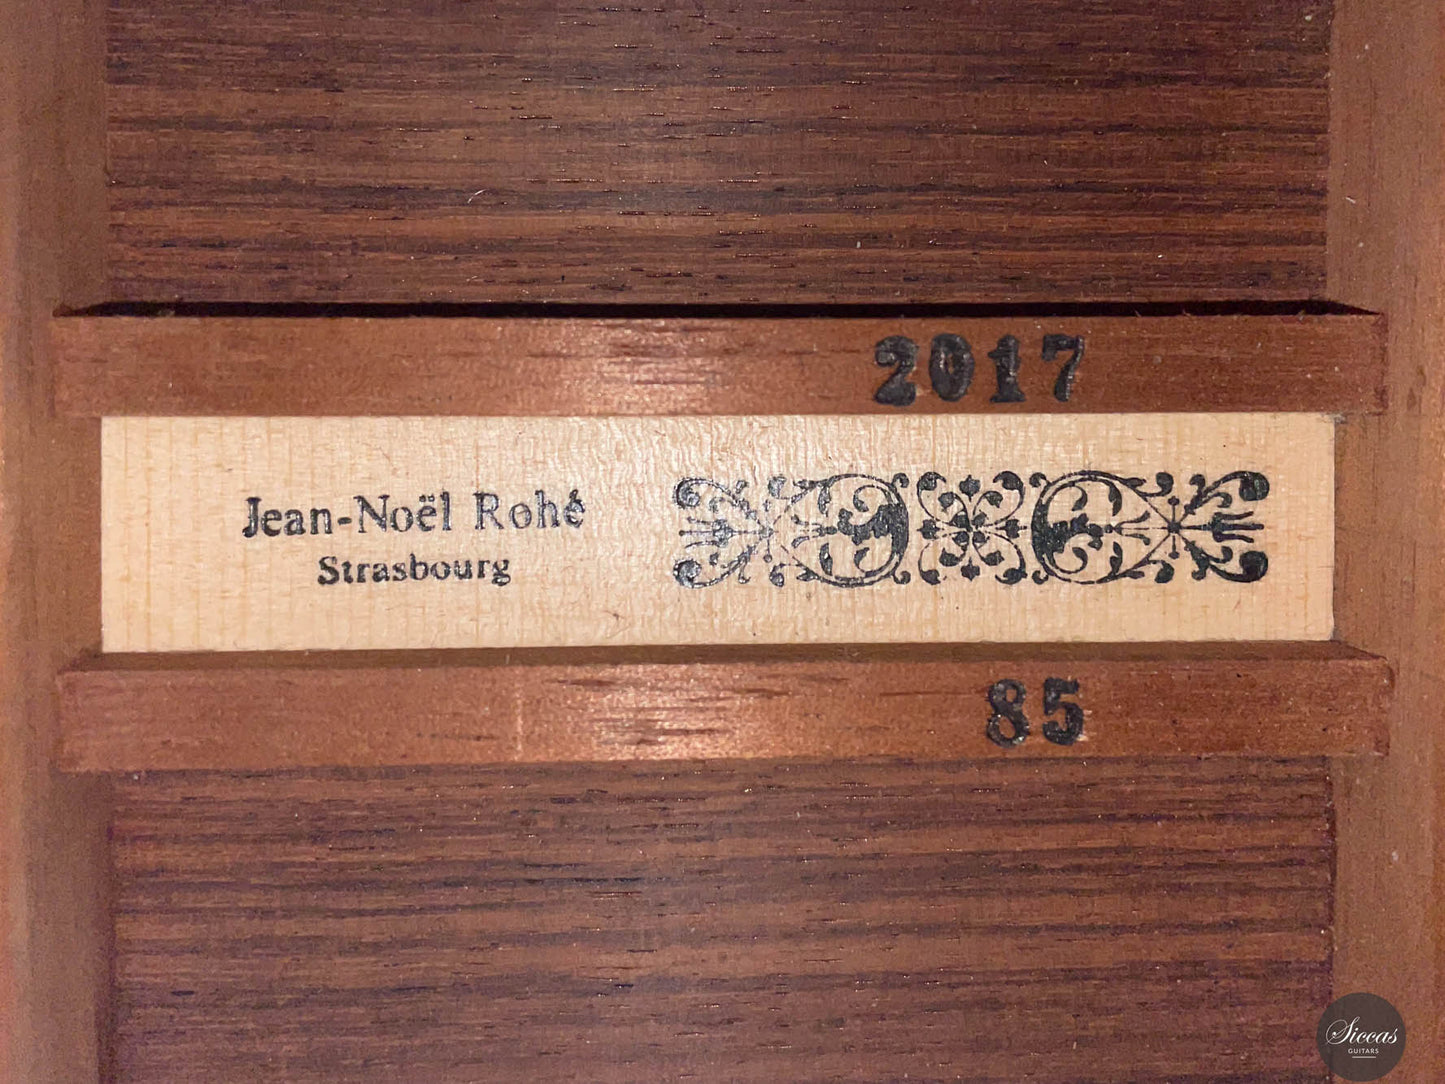 2017
Jean-Noël Rohé
Strasbourg
85
Siccas
GUITARS